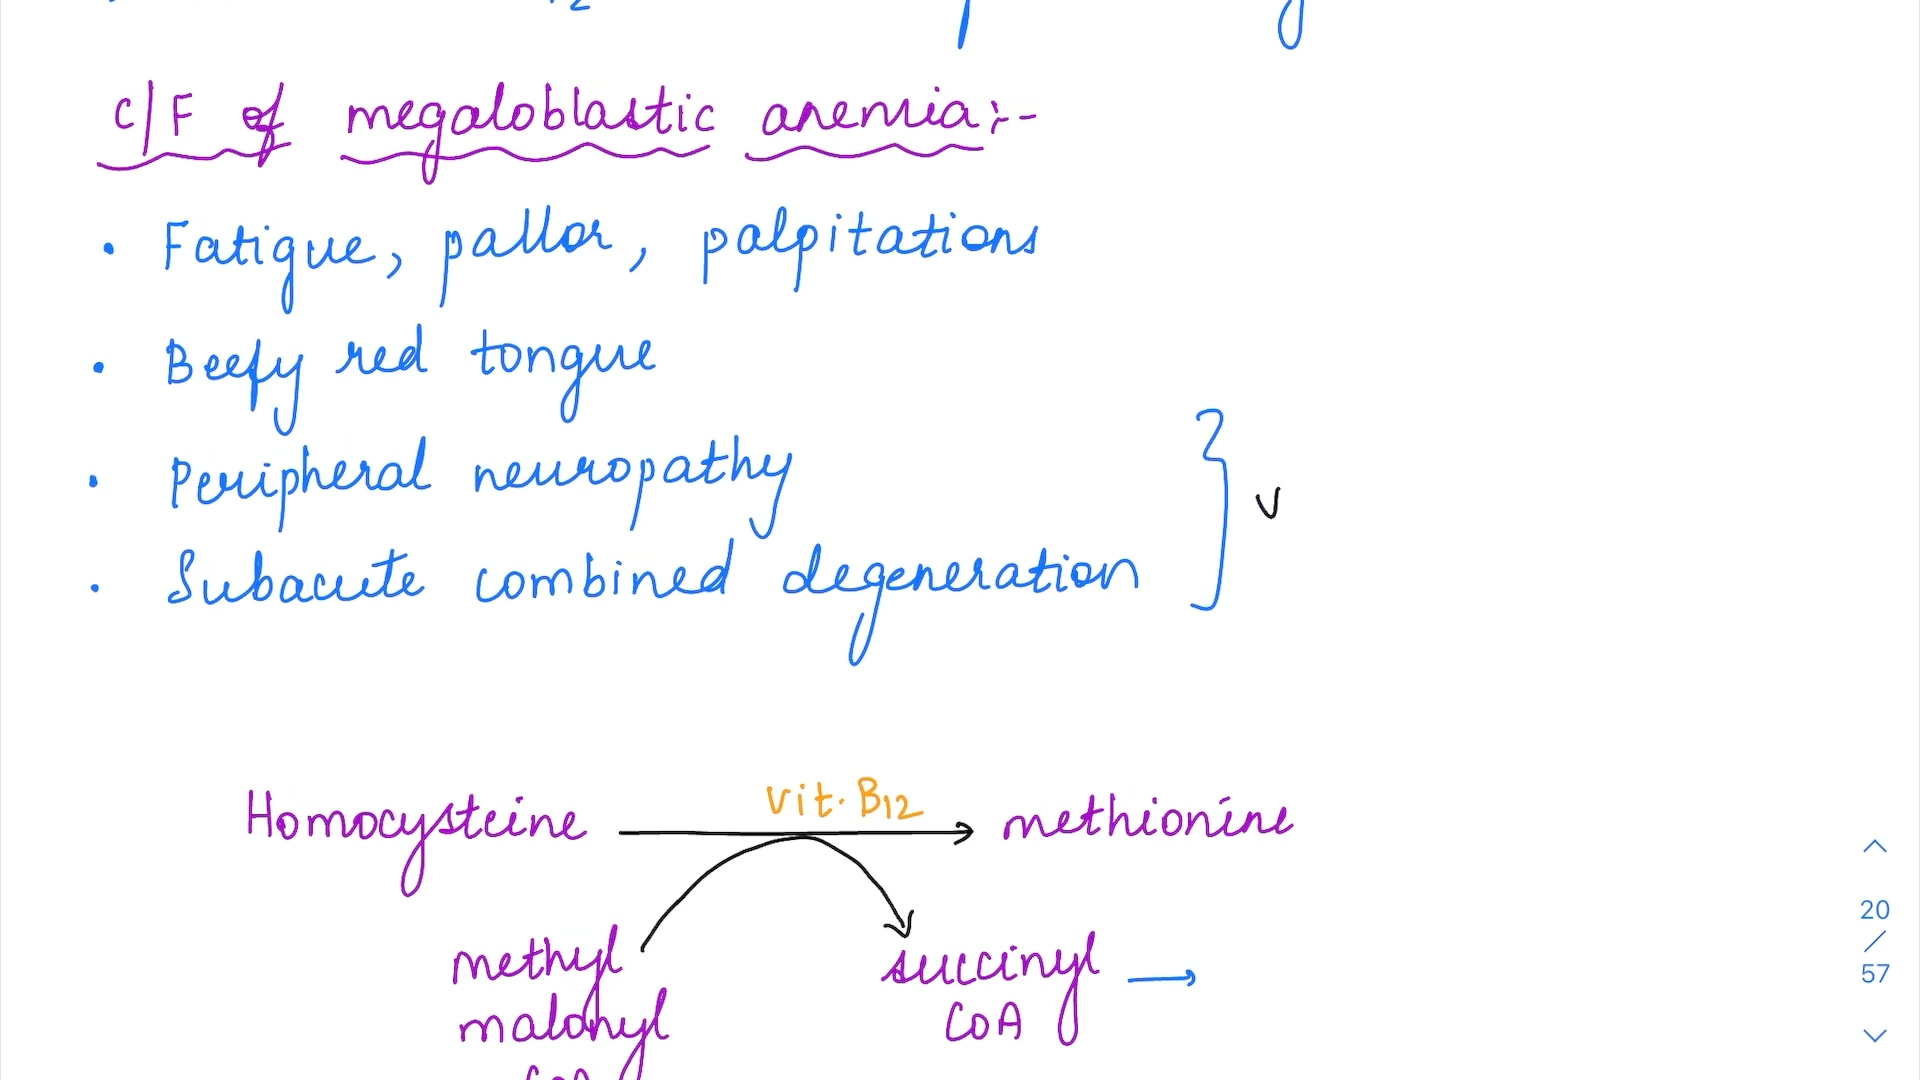 C/F of megaloblastic anemia:-
• Fatigue, pallor, palpitations
• Beefy red tongue
• Peripheral neuropathy
• Subacute combined degeneration
} v
vit. B12
Homocysteine → methionine
methyl succinyl →
malonyl CoA
CoA
20
/
57